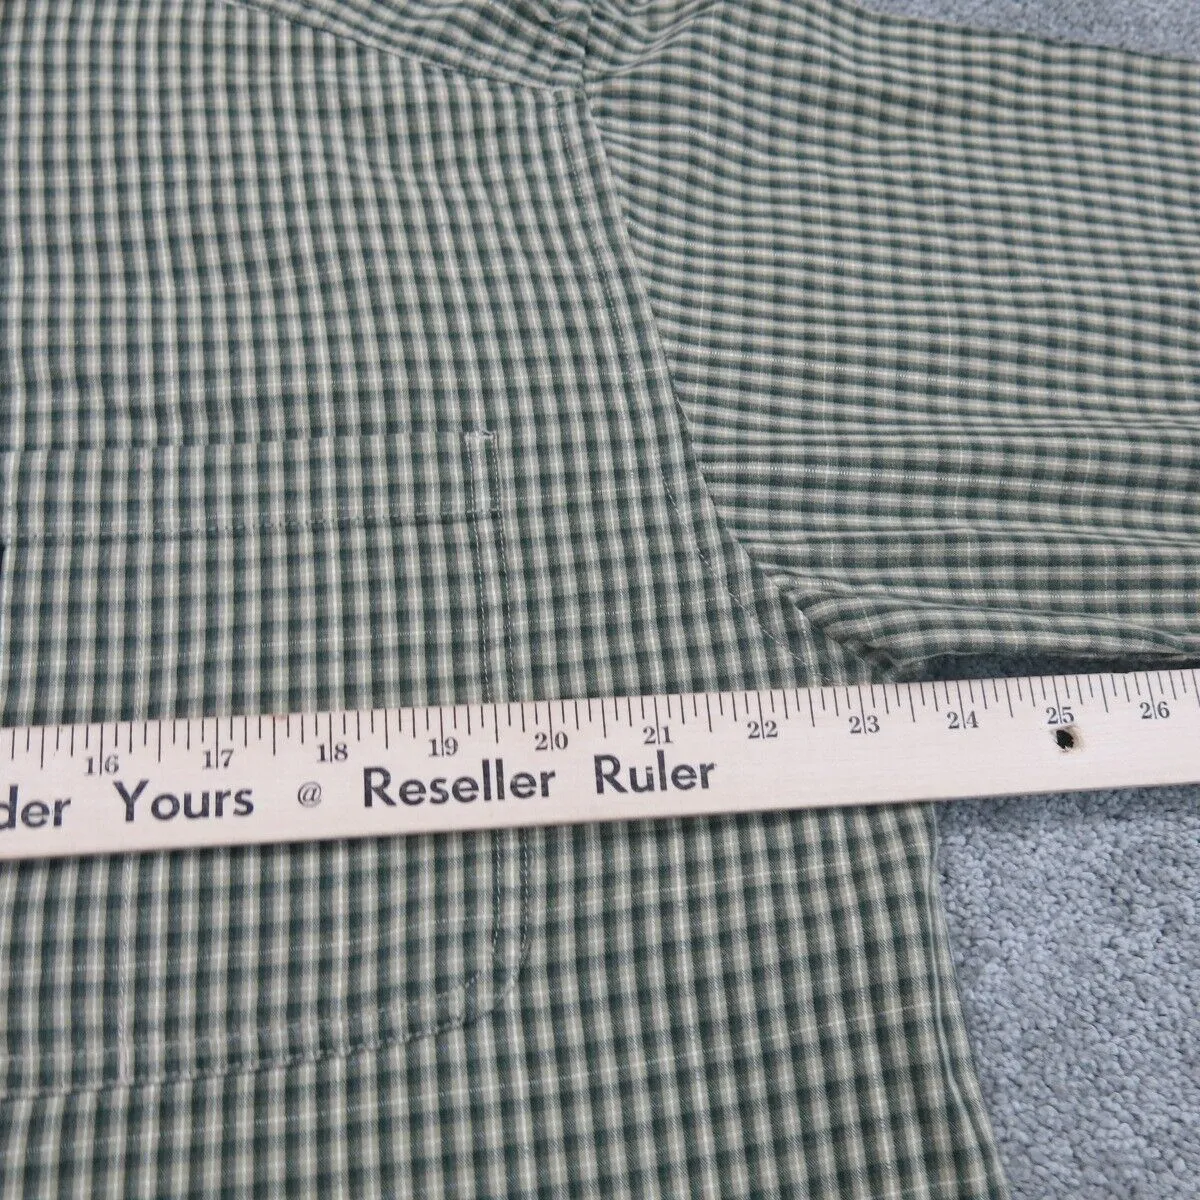 16 17 18 19 20 21 22 23 24 25 26
der Yours @ Reseller Ruler